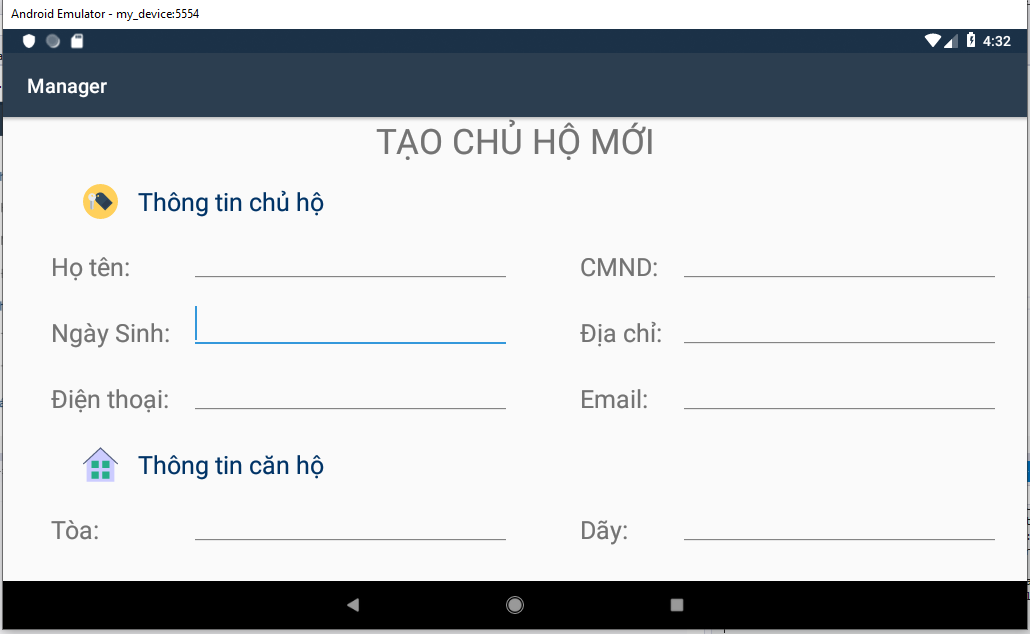 Android Emulator - my_device:5554
4:32
Manager
TẠO CHỦ HỘ MỚI
Thông tin chủ hộ
Họ tên: CMND:
Ngày Sinh: Địa chỉ:
Điện thoại: Email:
Thông tin căn hộ
Tòa: Dãy: